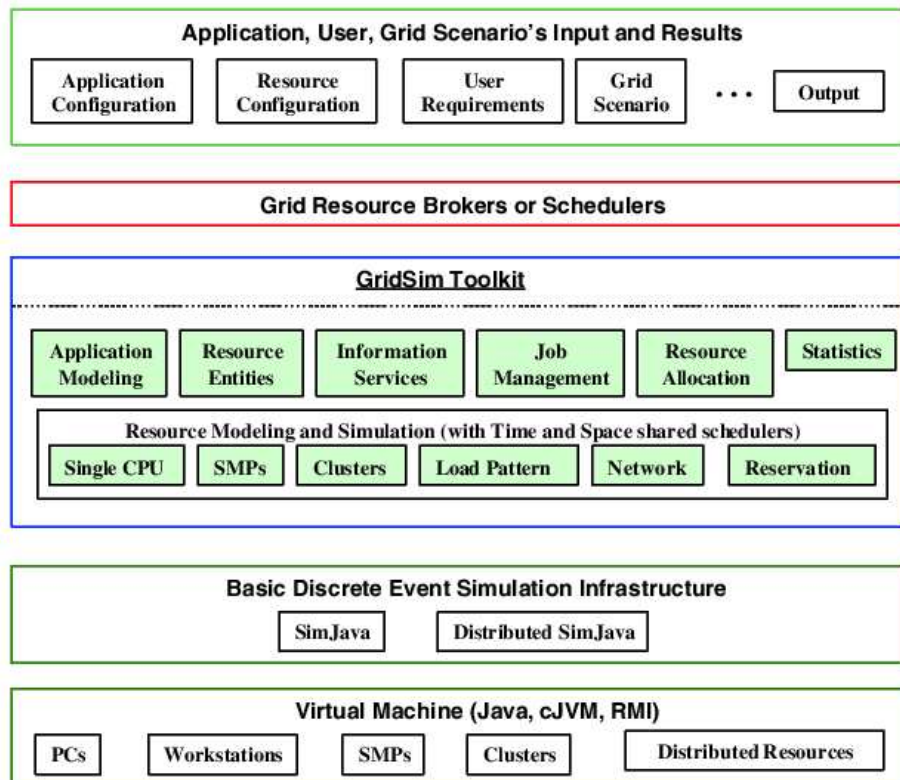 Application, User, Grid Scenario's Input and Results
Application
Configuration
Resource
Configuration
User
Requirements
Grid
Scenario
...
Output
Grid Resource Brokers or Schedulers
GridSim Toolkit
Application
Modeling
Resource
Entities
Information
Services
Job
Management
Resource
Allocation
Statistics
Resource Modeling and Simulation (with Time and Space shared schedulers)
Single CPU
SMPs
Clusters
Load Pattern
Network
Reservation
Basic Discrete Event Simulation Infrastructure
SimJava
Distributed SimJava
Virtual Machine (Java, cJVM, RMI)
PCs
Workstations
SMPs
Clusters
Distributed Resources